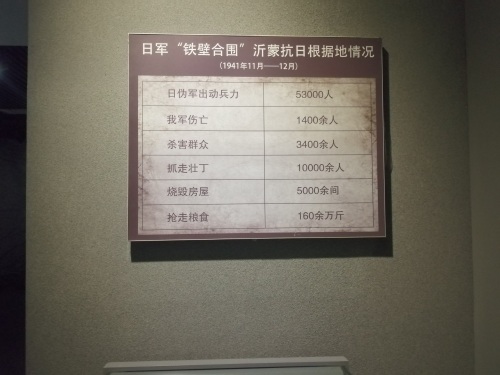 日军“铁壁合围”沂蒙抗日根据地情况
（1941年11月——12月）
日伪军出动兵力 53000人
我军伤亡 1400余人
杀害群众 3400余人
抓走壮丁 10000余人
烧毁房屋 5000余间
抢走粮食 160余万斤